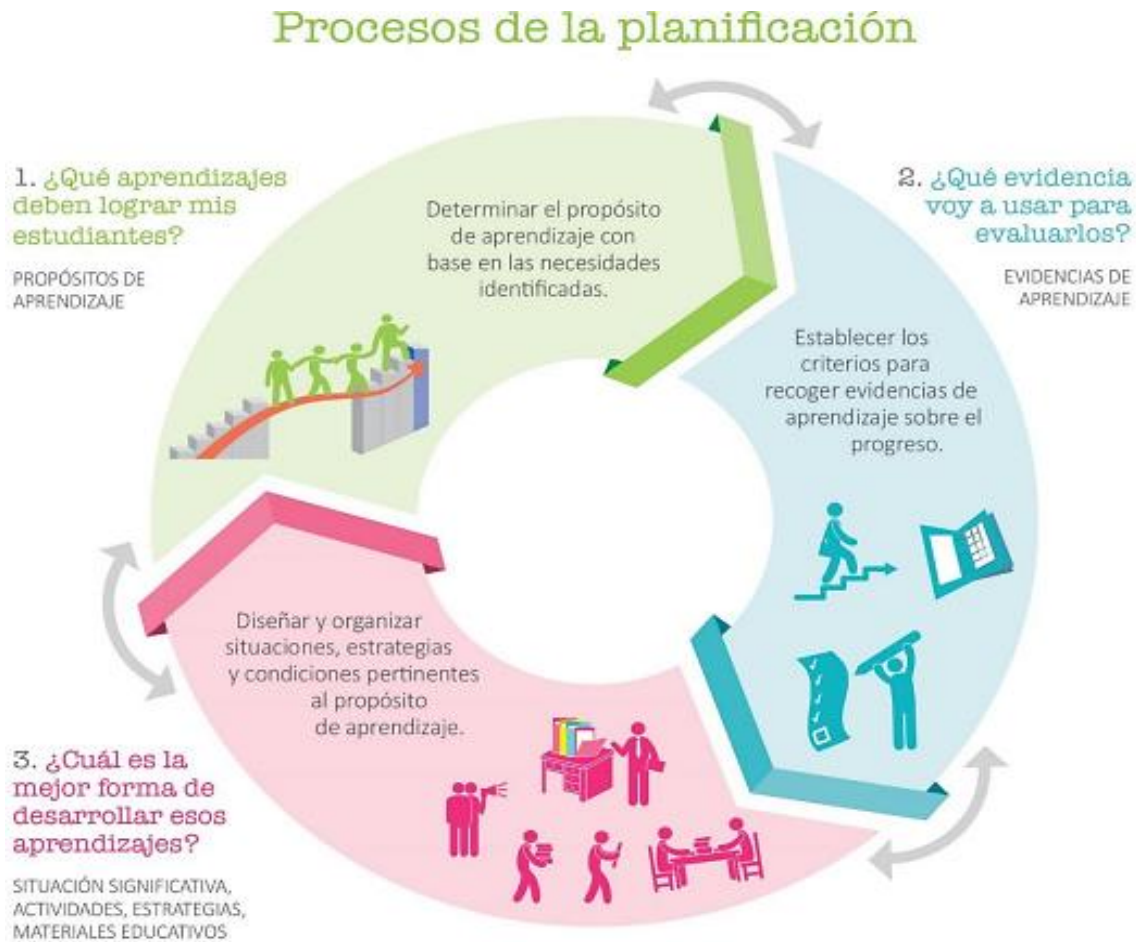 Procesos de la planificación
1. ¿Qué aprendizajes
deben lograr mis
estudiantes?
PROPÓSITOS DE
APRENDIZAJE
Determinar el propósito
de aprendizaje con
base en las necesidades
identificadas.
2. ¿Qué evidencia
voy a usar para
evaluarlos?
EVIDENCIAS DE
APRENDIZAJE
Establecer los
criterios para
recoger evidencias de
aprendizaje sobre el
progreso.
Diseñar y organizar
situaciones, estrategias
y condiciones pertinentes
al propósito
de aprendizaje.
3. ¿Cuál es la
mejor forma de
desarrollar esos
aprendizajes?
SITUACIÓN SIGNIFICATIVA,
ACTIVIDADES, ESTRATEGIAS,
MATERIALES EDUCATIVOS